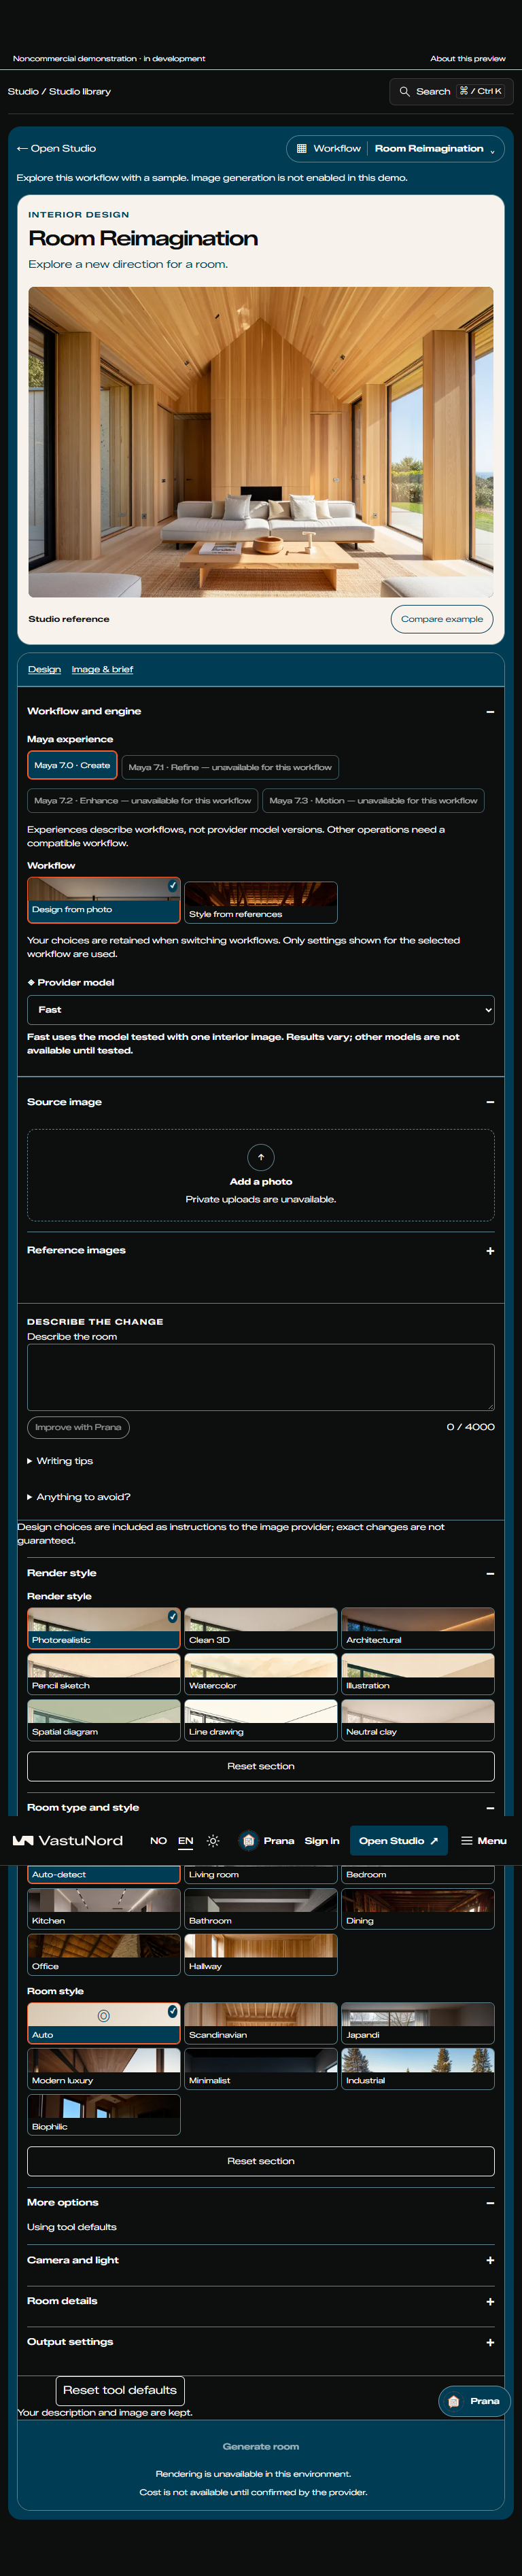 Noncommercial demonstration · in development
About this preview
Studio / Studio library
Search ⌘ / Ctrl K
← Open Studio
Workflow Room Reimagination
Explore this workflow with a sample. Image generation is not enabled in this demo.
INTERIOR DESIGN
Room Reimagination
Explore a new direction for a room.
Studio reference
Compare example
Design Image & brief
Workflow and engine
Maya experience
Maya 7.0 · Create
Maya 7.1 · Refine — unavailable for this workflow
Maya 7.2 · Enhance — unavailable for this workflow
Maya 7.3 · Motion — unavailable for this workflow
Experiences describe workflows, not provider model versions. Other operations need a
compatible workflow.
Workflow
Design from photo
Style from references
Your choices are retained when switching workflows. Only settings shown for the selected
workflow are used.
❖ Provider model
Fast
Fast uses the model tested with one interior image. Results vary; other models are not
available until tested.
Source image
Add a photo
Private uploads are unavailable.
Reference images
DESCRIBE THE CHANGE
Describe the room
Improve with Prana
0 / 4000
▶ Writing tips
▶ Anything to avoid?
Design choices are included as instructions to the image provider; exact changes are not
guaranteed.
Render style
Render style
Photorealistic
Clean 3D
Architectural
Pencil sketch
Watercolor
Illustration
Spatial diagram
Line drawing
Neutral clay
Reset section
Room type and style
VastuNord
NO EN
Prana
Sign in
Open Studio ↗
Menu
Auto-detect
Living room
Bedroom
Kitchen
Bathroom
Dining
Office
Hallway
Room style
Auto
Scandinavian
Japandi
Modern luxury
Minimalist
Industrial
Biophilic
Reset section
More options
Using tool defaults
Camera and light
Room details
Output settings
Reset tool defaults
Prana
Your description and image are kept.
Generate room
Rendering is unavailable in this environment.
Cost is not available until confirmed by the provider.